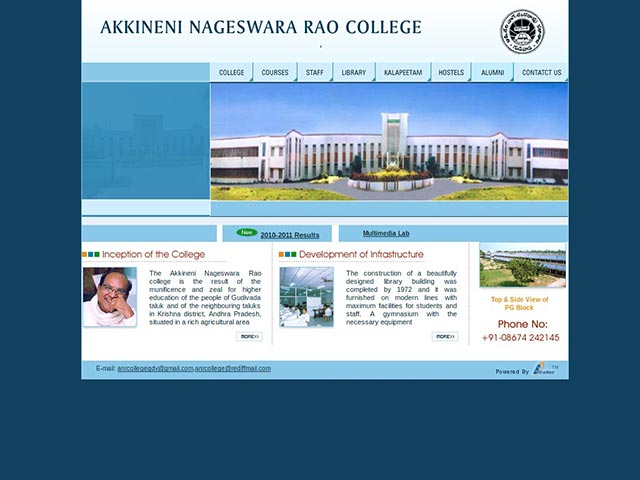 AKKINENI NAGESWARA RAO COLLEGE
COLLEGE COURSES STAFF LIBRARY KALAPEETAM HOSTELS ALUMNI CONTATCT US
2010-2011 Results
Multimedia Lab
Inception of the College
The Akkineni Nageswara Rao
college is the result of the
munificence and zeal for higher
education of the people of Gudivada
taluk and of the neighbouring taluks
in Krishna district, Andhra Pradesh,
situated in a rich agricultural area
MORE>>
Development of Infrastructure
The construction of a beautifully
designed library building was
completed by 1972 and it was
furnished on modern lines with
maximum facilities for students and
staff. A gymnasium with the
necessary equipment
MORE>>
Top & Side View of
PG Block
Phone No:
+91-08674 242145
E-mail: anrcollegegdv@gmail.com,anrcollege@rediffmail.com
Powered By
TM